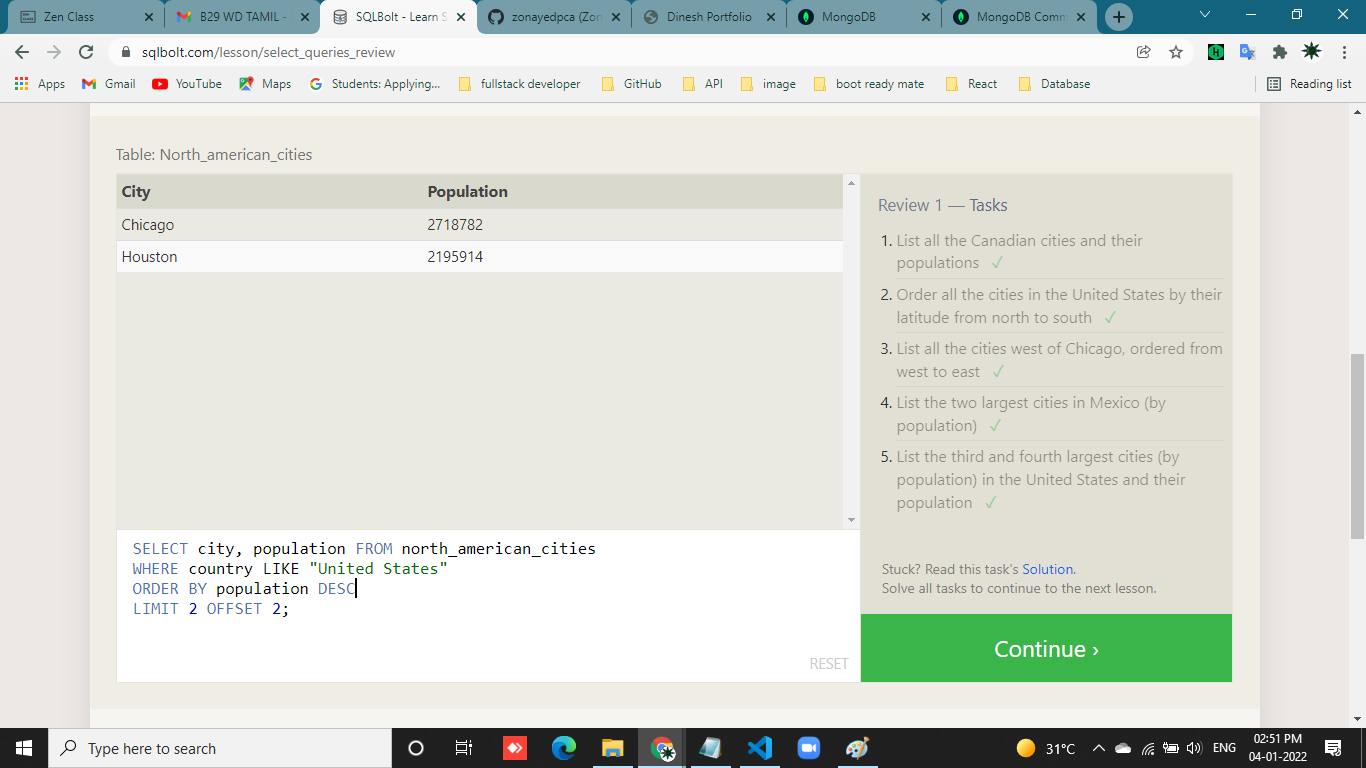 Zen Class
B29 WD TAMIL -
SQLBolt - Learn S
zonayedpca (Zon
Dinesh Portfolio
MongoDB
MongoDB Comm
sqlbolt.com/lesson/select_queries_review
Apps
Gmail
YouTube
Maps
Students: Applying...
fullstack developer
GitHub
API
image
boot ready mate
React
Database
Reading list
Table: North_american_cities
City Population
Chicago 2718782
Houston 2195914
SELECT city, population FROM north_american_cities
WHERE country LIKE "United States"
ORDER BY population DESC
LIMIT 2 OFFSET 2;
RESET
Review 1 — Tasks
1. List all the Canadian cities and their
populations ✓
2. Order all the cities in the United States by their
latitude from north to south ✓
3. List all the cities west of Chicago, ordered from
west to east ✓
4. List the two largest cities in Mexico (by
population) ✓
5. List the third and fourth largest cities (by
population) in the United States and their
population ✓
Stuck? Read this task's Solution.
Solve all tasks to continue to the next lesson.
Continue ›
Type here to search
31°C
ENG
02:51 PM
04-01-2022